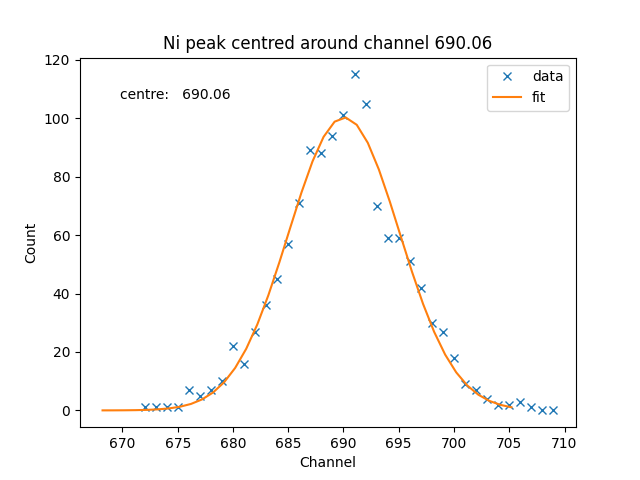 Ni peak centred around channel 690.06
centre: 690.06
data
fit
Count
120
100
80
60
40
20
0
670 675 680 685 690 695 700 705 710
Channel